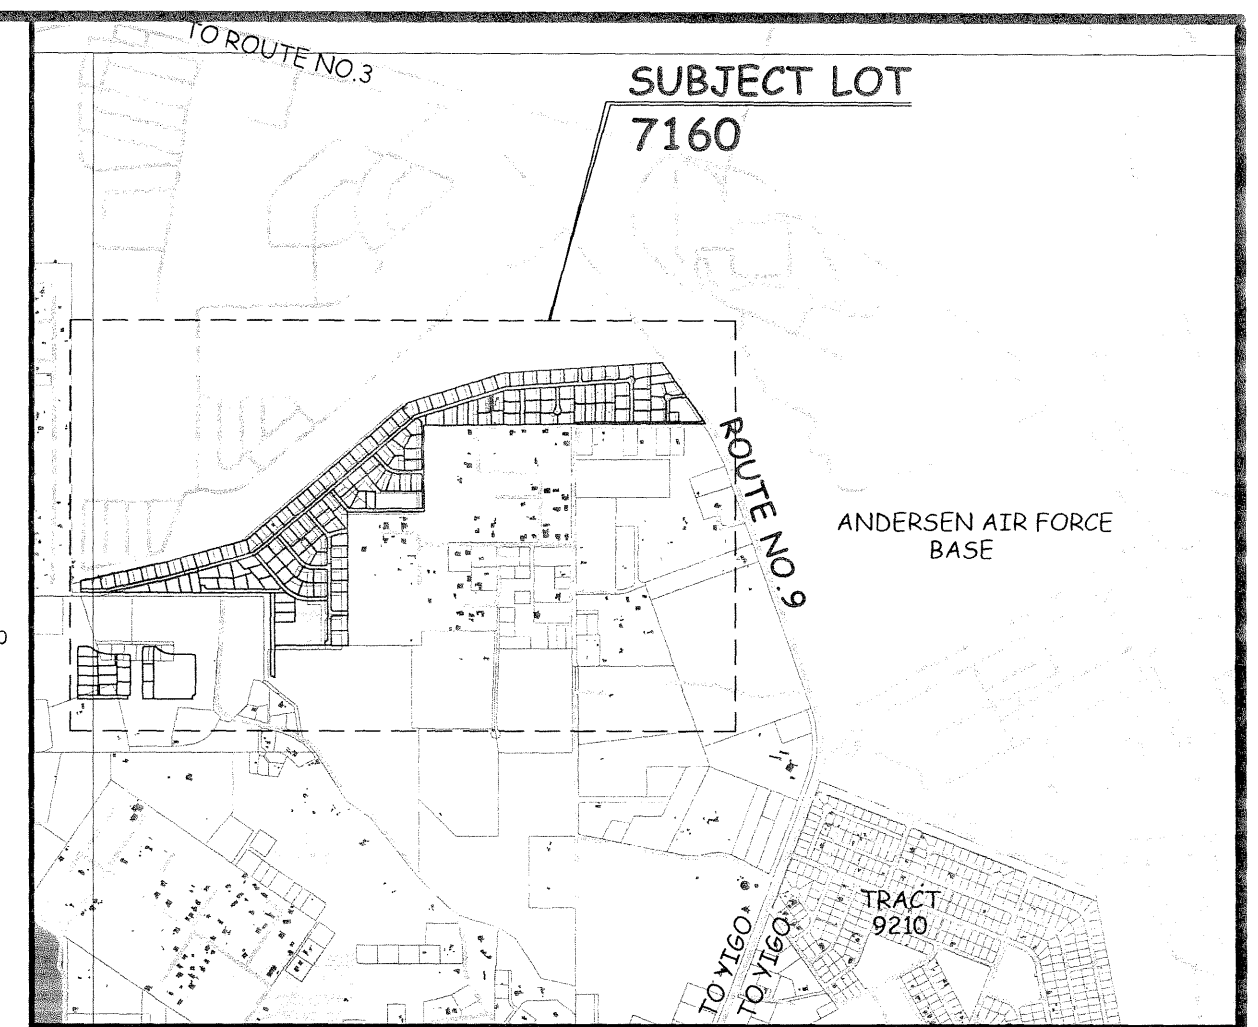 TO ROUTE NO.3
SUBJECT LOT
7160
ROUTE NO.9
ANDERSEN AIR FORCE
BASE
TRACT
9210
TO YIGO
TO YIGO